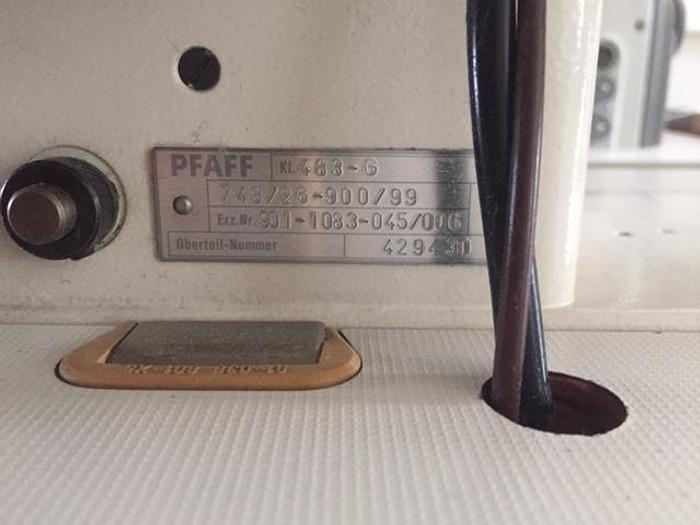 PFAFF KL 483-G
743/26-900/99
Erz.Nr. 901-1083-045/006
Oberteil-Nummer 429430